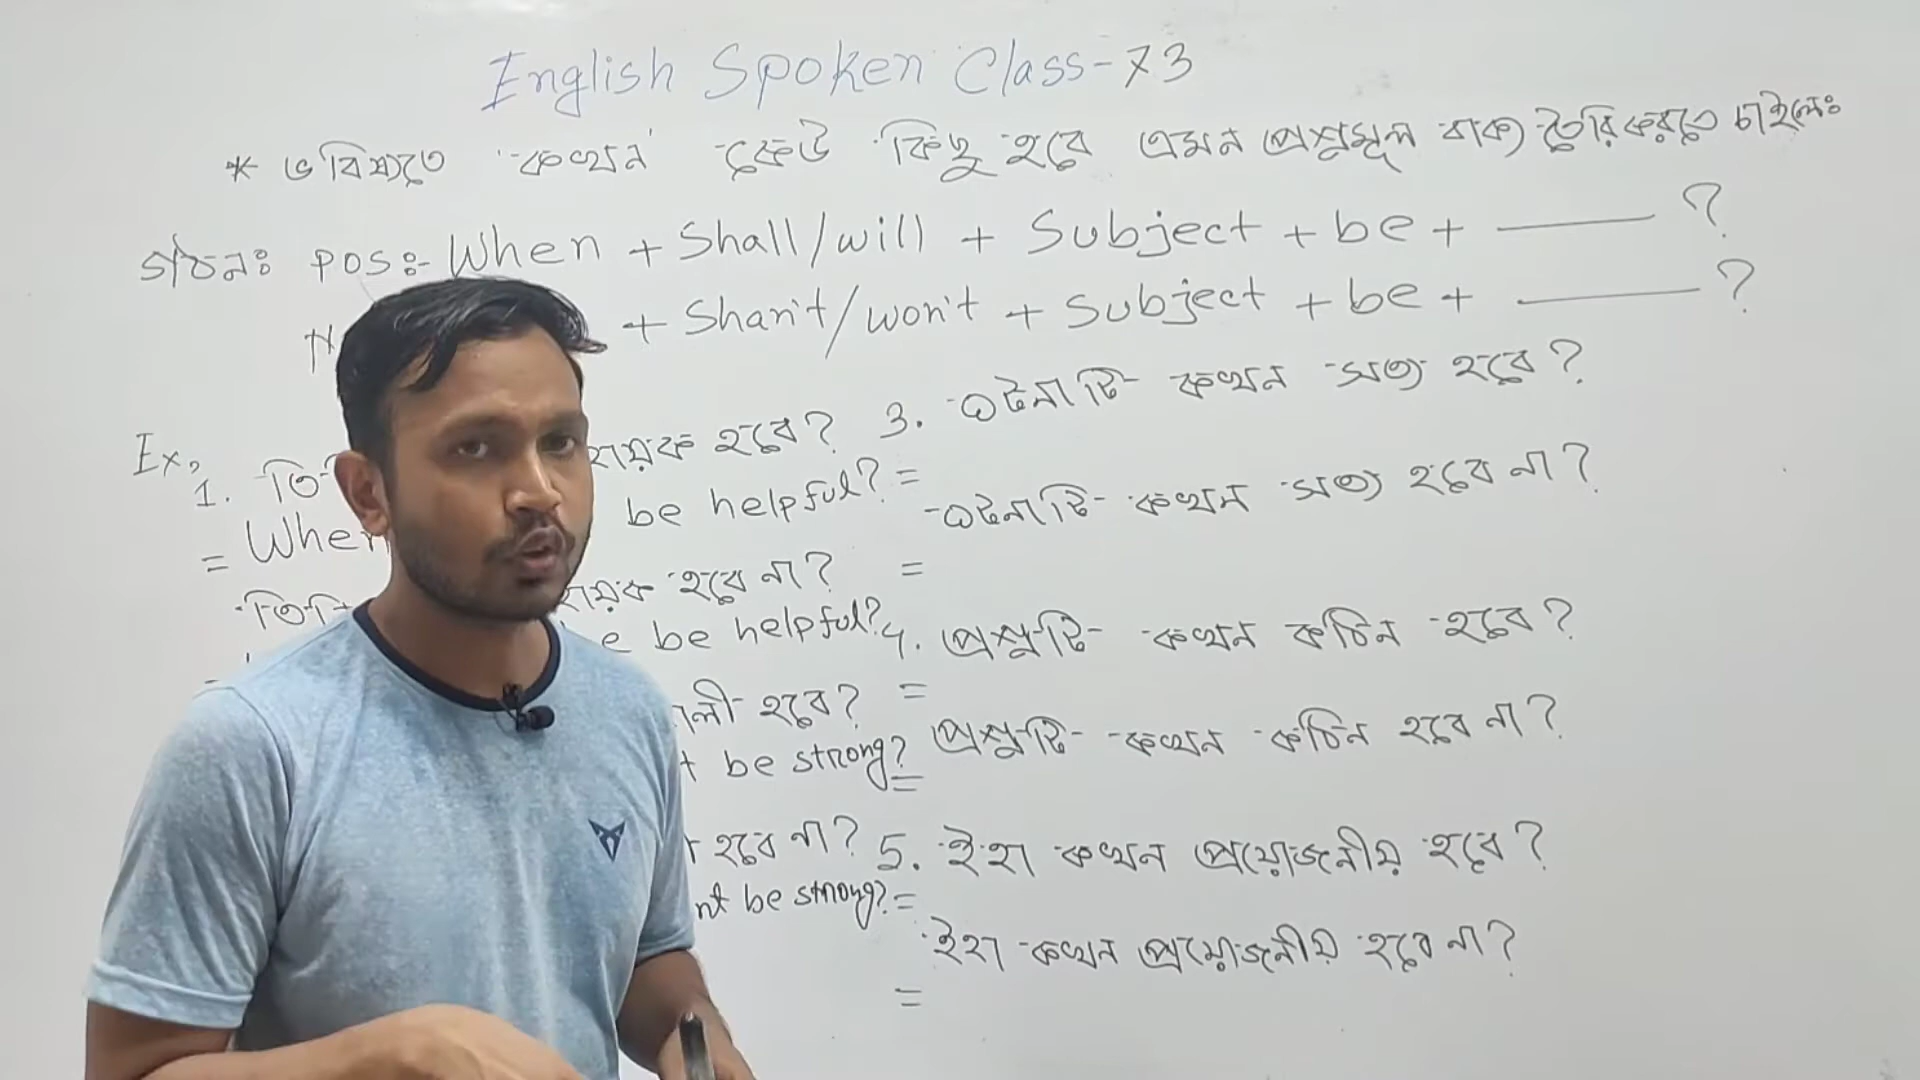 English Spoken Class-73
* ভবিষ্যতে কখন কেউ কিছু হবে এমন প্রশ্নমূলক বাক্য তৈরি করতে চাইলেঃ
গঠনঃ pos:- When + Shall/will + Subject + be + ——— ?
+ Shan't/won't + Subject + be + ——— ?
Ex,
1. হবে?
= When be helpful?
হবে না?
be helpful?
হবে?
be strong?
হবে না?
be strong?
3. ঘটনাটি কখন সত্য হবে?
=
ঘটনাটি কখন সত্য হবে না?
=
4. প্রশ্নটি কখন কঠিন হবে?
=
প্রশ্নটি কখন কঠিন হবে না?
=
5. ইহা কখন প্রয়োজনীয় হবে?
=
ইহা কখন প্রয়োজনীয় হবে না?
=